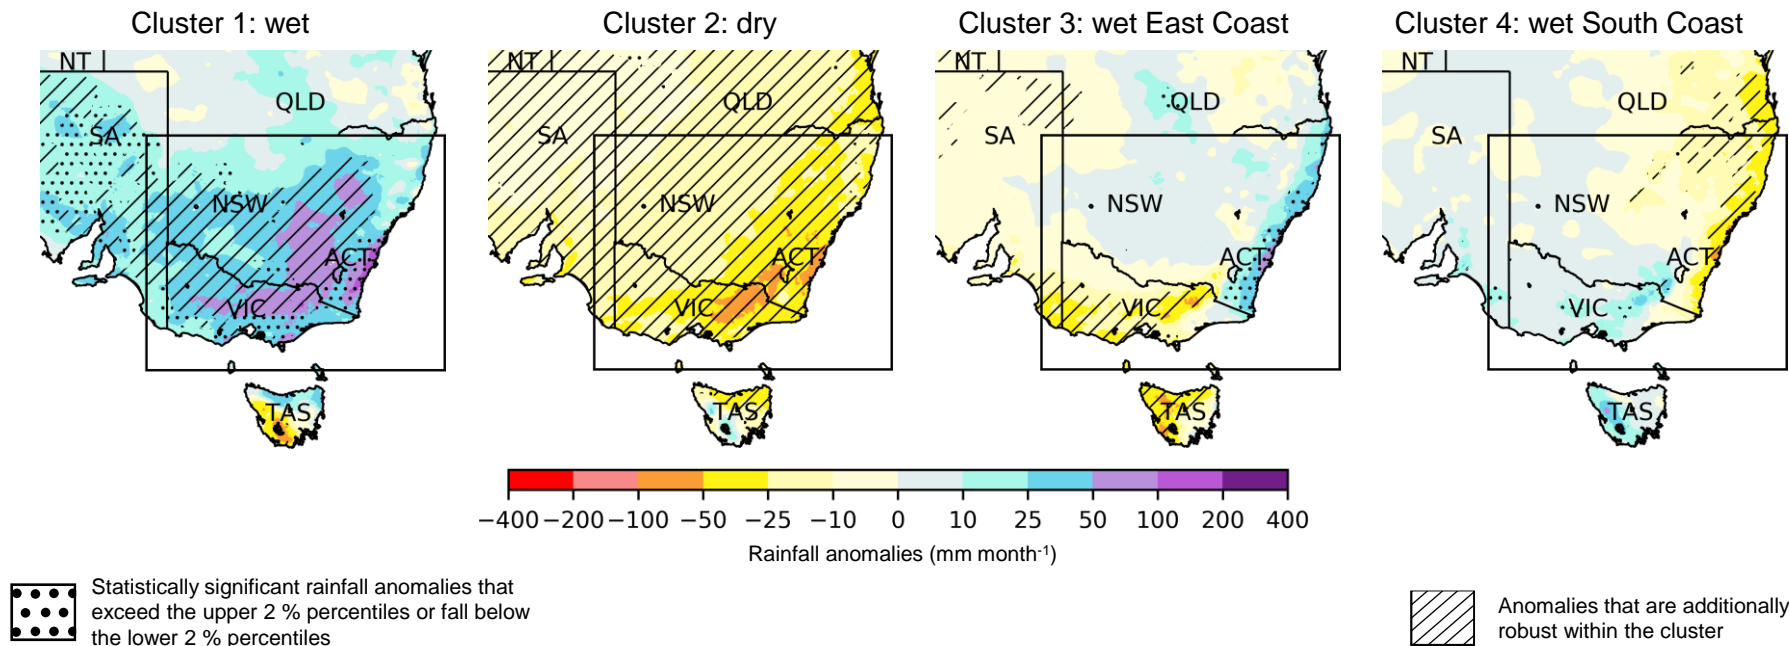 Cluster 1: wet
Cluster 2: dry
Cluster 3: wet East Coast
Cluster 4: wet South Coast
NT
QLD
SA
NSW
ACT
VIC
TAS
NT
QLD
SA
NSW
ACT
VIC
TAS
NT
QLD
SA
NSW
ACT
VIC
TAS
NT
QLD
SA
NSW
ACT
VIC
TAS
−400 −200 −100 −50 −25 −10 0 10 25 50 100 200 400
Rainfall anomalies (mm month⁻¹)
Statistically significant rainfall anomalies that
exceed the upper 2 % percentiles or fall below
the lower 2 % percentiles
Anomalies that are additionally
robust within the cluster